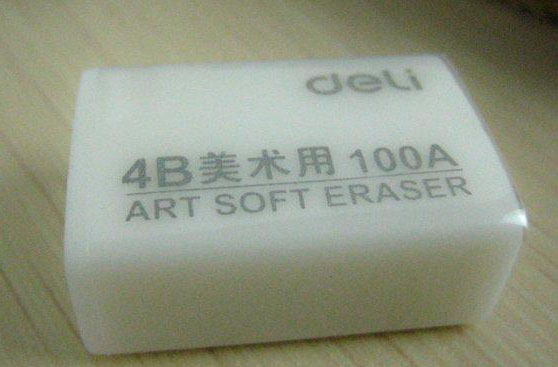 deli
4B美术用 100A
ART SOFT ERASER